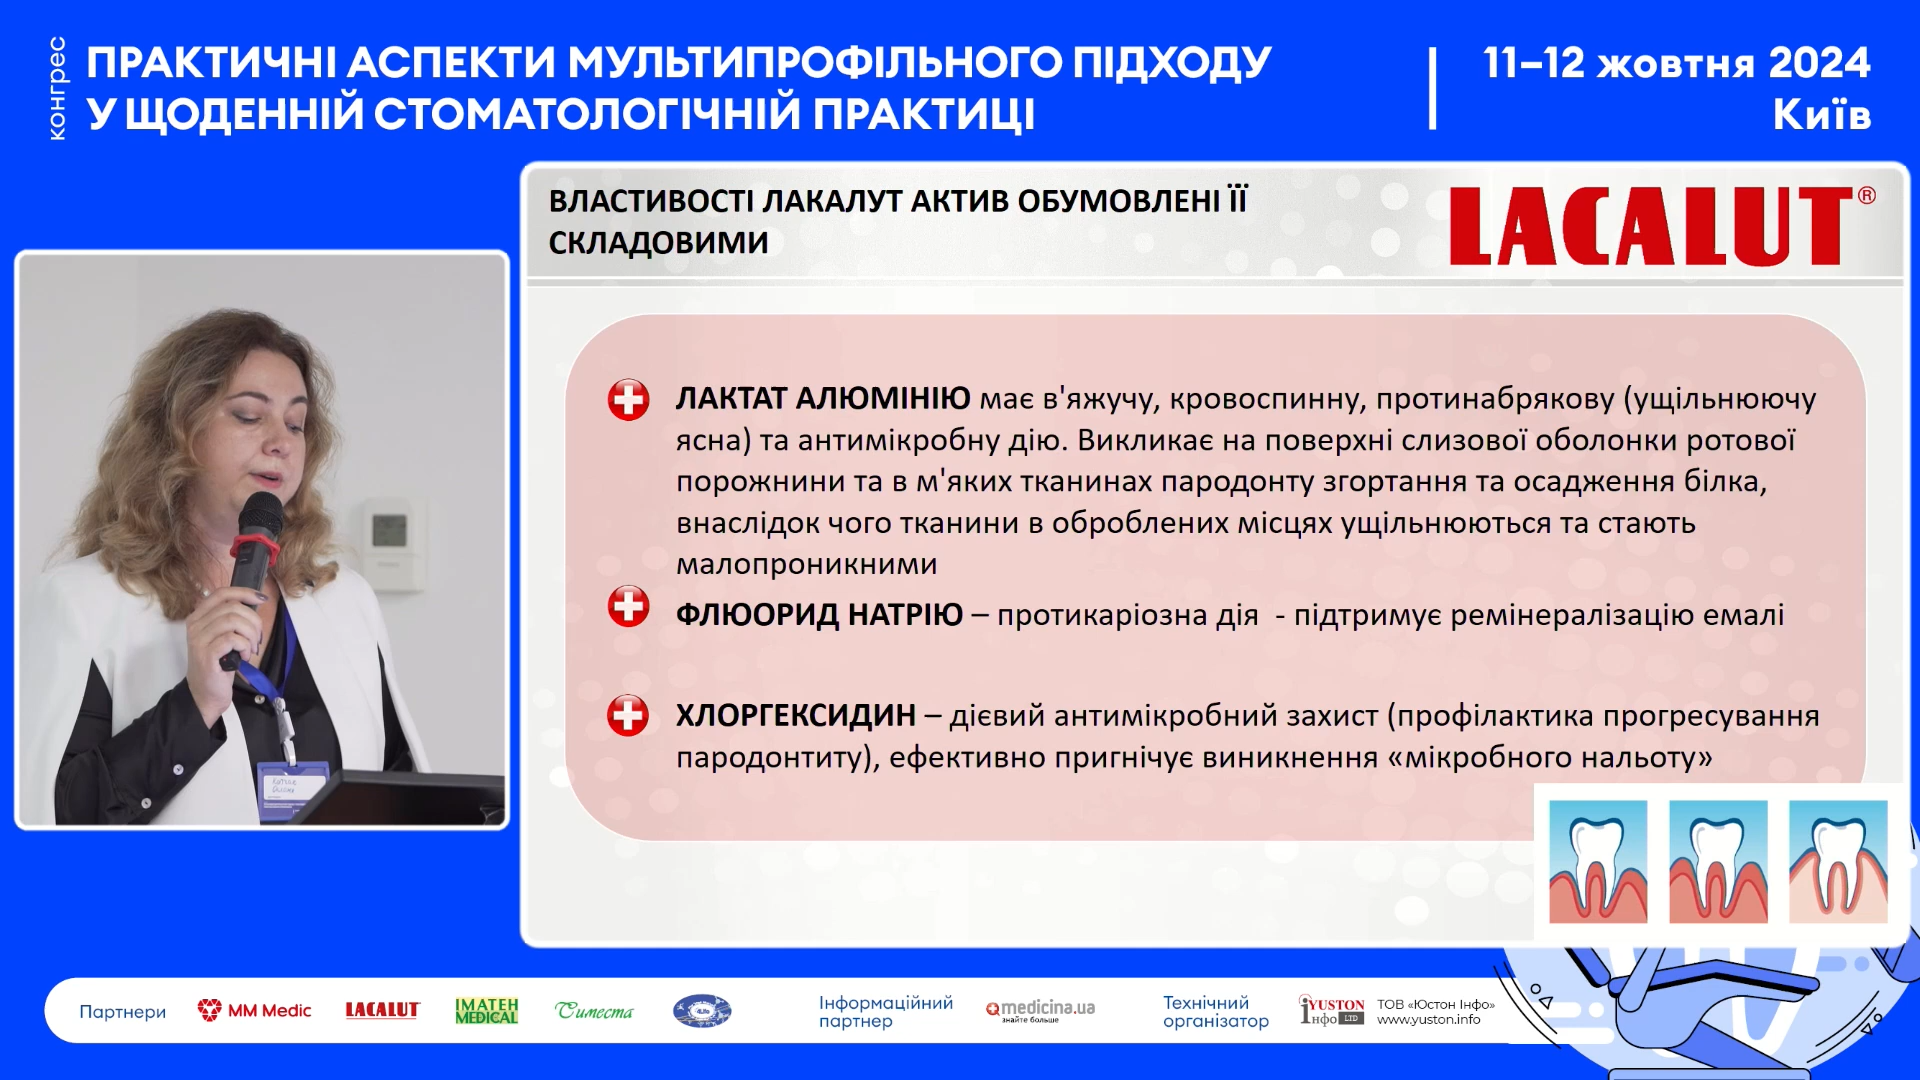 конгрес
ПРАКТИЧНІ АСПЕКТИ МУЛЬТИПРОФІЛЬНОГО ПІДХОДУ
У ЩОДЕННІЙ СТОМАТОЛОГІЧНІЙ ПРАКТИЦІ
11–12 жовтня 2024
Київ
ВЛАСТИВОСТІ ЛАКАЛУТ АКТИВ ОБУМОВЛЕНІ ЇЇ
СКЛАДОВИМИ
LACALUT®
ЛАКТАТ АЛЮМІНІЮ має в'яжучу, кровоспинну, протинабрякову (ущільнюючу
ясна) та антимікробну дію. Викликає на поверхні слизової оболонки ротової
порожнини та в м'яких тканинах пародонту згортання та осадження білка,
внаслідок чого тканини в оброблених місцях ущільнюються та стають
малопроникними
ФЛЮОРИД НАТРІЮ – протикаріозна дія - підтримує ремінералізацію емалі
ХЛОРГЕКСИДИН – дієвий антимікробний захист (профілактика прогресування
пародонтиту), ефективно пригнічує виникнення «мікробного нальоту»
Партнери
MM Medic
LACALUT
IMATEH
MEDICAL
Симеста
Інформаційний
партнер
medicina.ua
знайте больше
Технічний
організатор
YUSTON
Інфо LTD
ТОВ «Юстон Інфо»
www.yuston.info